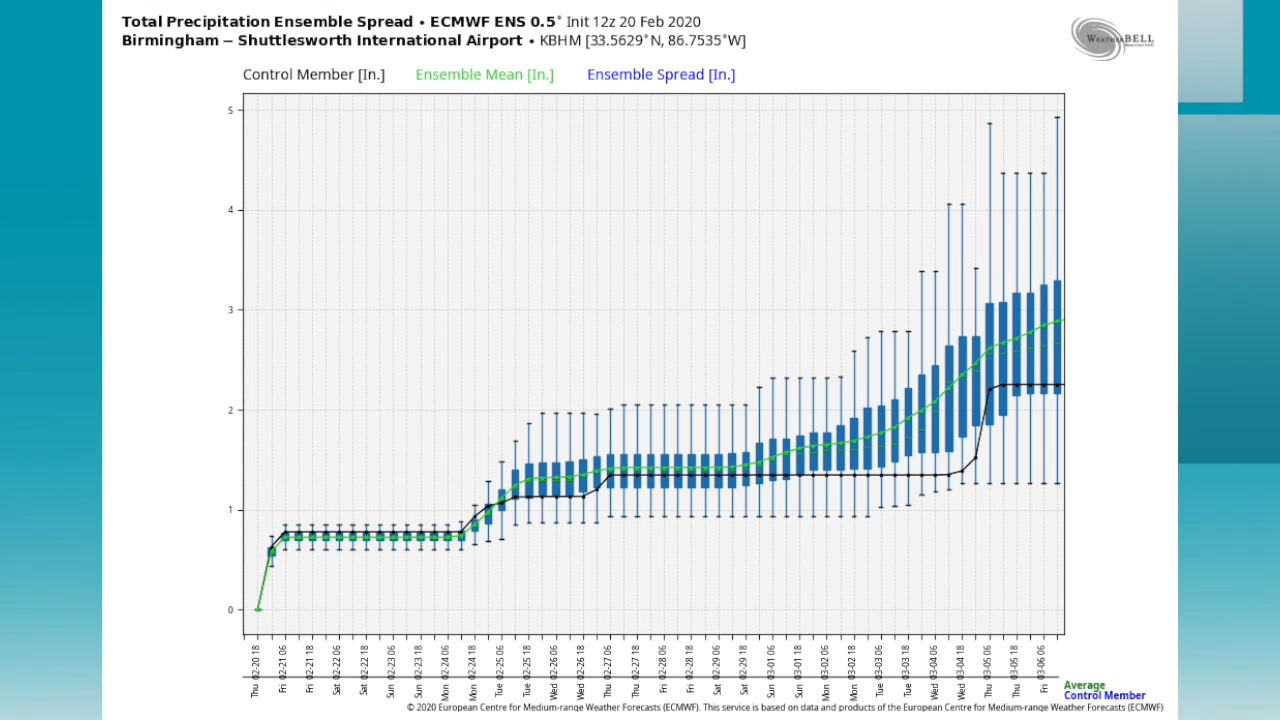 Total Precipitation Ensemble Spread • ECMWF ENS 0.5° Init 12z 20 Feb 2020
Birmingham – Shuttlesworth International Airport • KBHM [33.5629°N, 86.7535°W]
WEATHERBELL
Control Member [In.] Ensemble Mean [In.] Ensemble Spread [In.]
5
4
3
2
1
0
Thu 02-20 18
Fri 02-21 06
Fri 02-21 18
Sat 02-22 06
Sat 02-22 18
Sun 02-23 06
Sun 02-23 18
Mon 02-24 06
Mon 02-24 18
Tue 02-25 06
Tue 02-25 18
Wed 02-26 06
Wed 02-26 18
Thu 02-27 06
Thu 02-27 18
Fri 02-28 06
Fri 02-28 18
Sat 02-29 06
Sat 02-29 18
Sun 03-01 06
Sun 03-01 18
Mon 03-02 06
Mon 03-02 18
Tue 03-03 06
Tue 03-03 18
Wed 03-04 06
Wed 03-04 18
Thu 03-05 06
Thu 03-05 18
Fri 03-06 06
Average
Control Member
© 2020 European Centre for Medium-range Weather Forecasts (ECMWF). This service is based on data and products of the European Centre for Medium-range Weather Forecasts (ECMWF)